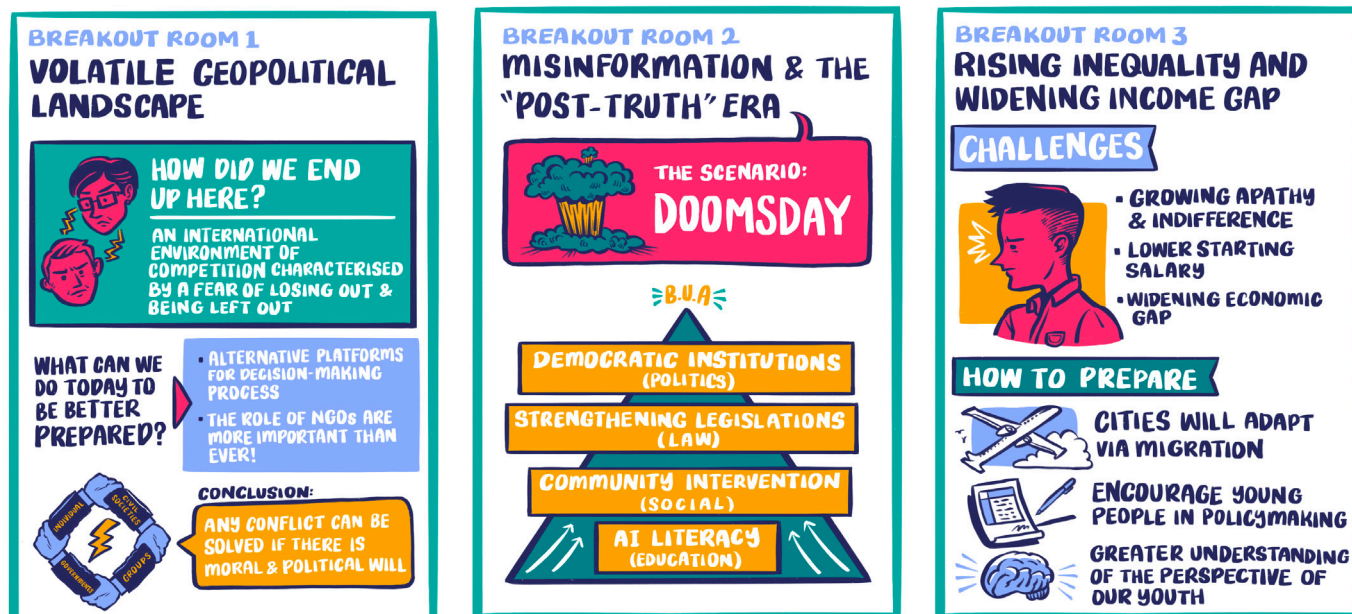 BREAKOUT ROOM 1
VOLATILE GEOPOLITICAL
LANDSCAPE
HOW DID WE END
UP HERE?
AN INTERNATIONAL
ENVIRONMENT OF
COMPETITION CHARACTERISED
BY A FEAR OF LOSING OUT &
BEING LEFT OUT
WHAT CAN WE
DO TODAY TO
BE BETTER
PREPARED?
• ALTERNATIVE PLATFORMS
FOR DECISION-MAKING
PROCESS
• THE ROLE OF NGOs ARE
MORE IMPORTANT THAN
EVER!
INDIVIDUAL
CIVIL
SOCIETIES
GOVERNMENTS
GROUPS
CONCLUSION:
ANY CONFLICT CAN BE
SOLVED IF THERE IS
MORAL & POLITICAL WILL
BREAKOUT ROOM 2
MISINFORMATION & THE
"POST-TRUTH" ERA
THE SCENARIO:
DOOMSDAY
B.U.A
DEMOCRATIC INSTITUTIONS
(POLITICS)
STRENGTHENING LEGISLATIONS
(LAW)
COMMUNITY INTERVENTION
(SOCIAL)
AI LITERACY
(EDUCATION)
BREAKOUT ROOM 3
RISING INEQUALITY AND
WIDENING INCOME GAP
CHALLENGES
• GROWING APATHY
& INDIFFERENCE
• LOWER STARTING
SALARY
• WIDENING ECONOMIC
GAP
HOW TO PREPARE
CITIES WILL ADAPT
VIA MIGRATION
ENCOURAGE YOUNG
PEOPLE IN POLICYMAKING
GREATER UNDERSTANDING
OF THE PERSPECTIVE OF
OUR YOUTH